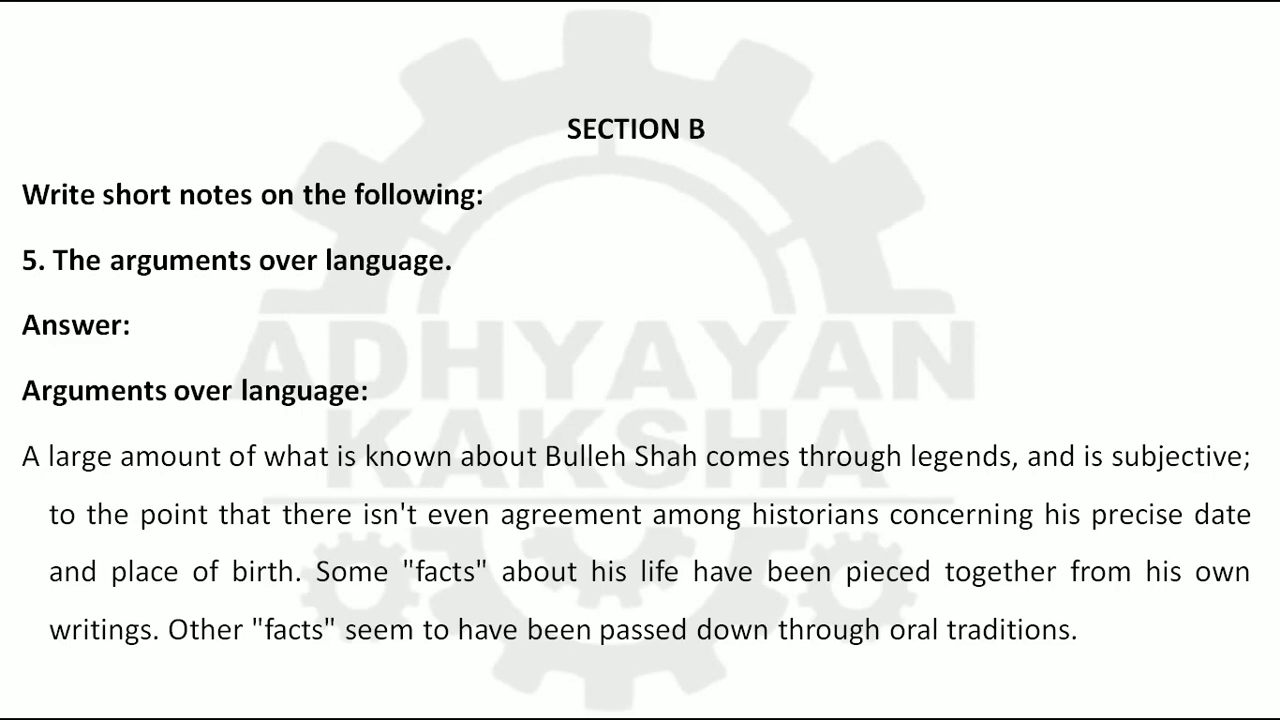 SECTION B
Write short notes on the following:
5. The arguments over language.
Answer:
Arguments over language:
A large amount of what is known about Bulleh Shah comes through legends, and is subjective;
to the point that there isn't even agreement among historians concerning his precise date
and place of birth. Some "facts" about his life have been pieced together from his own
writings. Other "facts" seem to have been passed down through oral traditions.
ADHYAYAN
KAKSHA